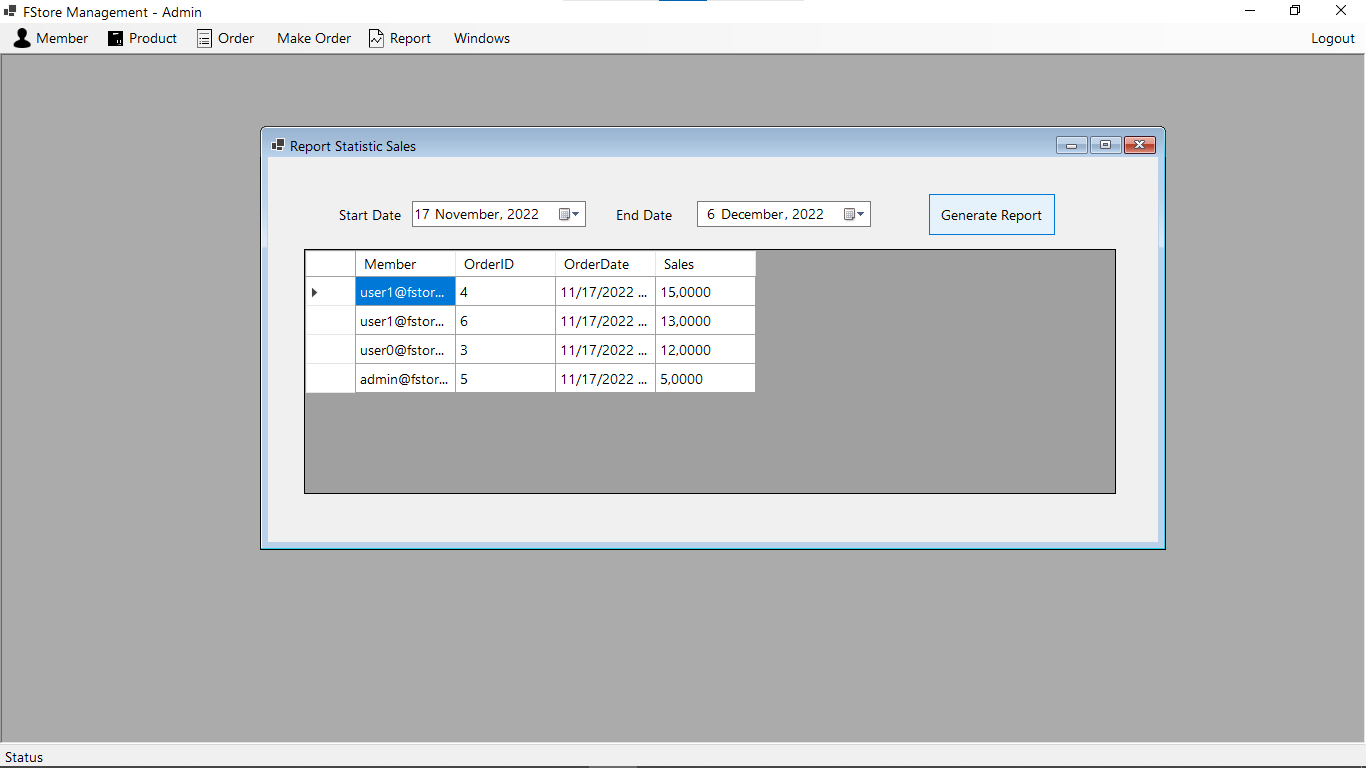 FStore Management - Admin
Member Product Order Make Order Report Windows Logout
Report Statistic Sales
Start Date 17 November, 2022 End Date 6 December, 2022 Generate Report
Member OrderID OrderDate Sales
user1@fstor... 4 11/17/2022 ... 15,0000
user1@fstor... 6 11/17/2022 ... 13,0000
user0@fstor... 3 11/17/2022 ... 12,0000
admin@fstor... 5 11/17/2022 ... 5,0000
Status